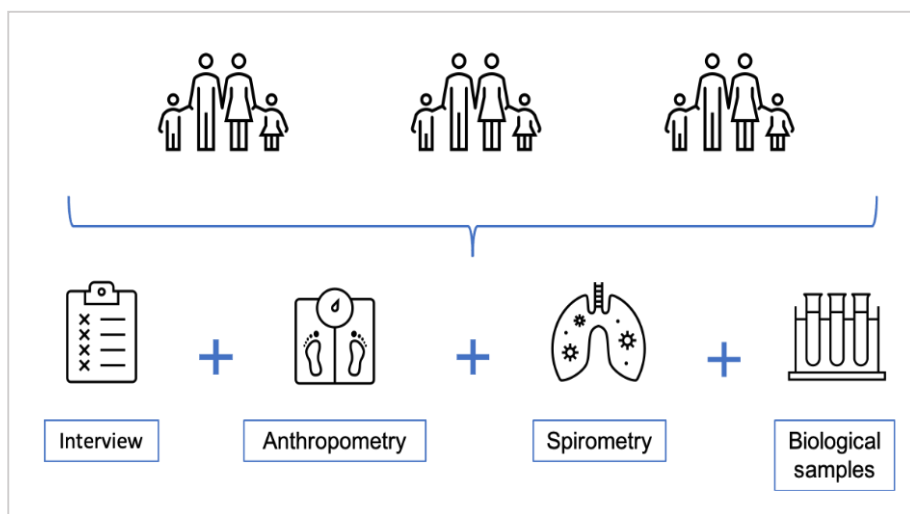 Interview
Anthropometry
Spirometry
Biological
samples